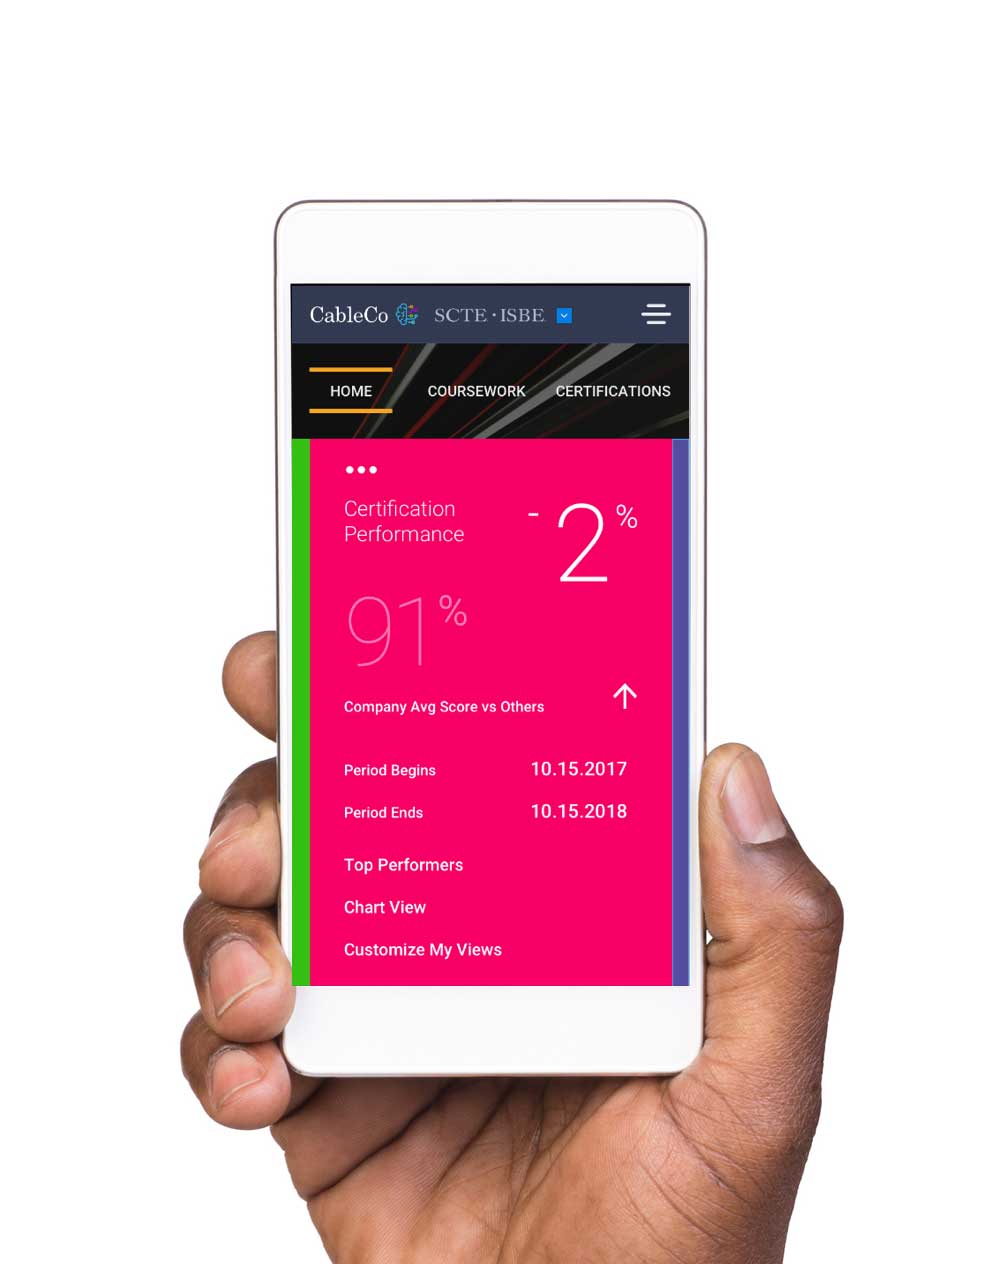 CableCo SCTE • ISBE
HOME COURSEWORK CERTIFICATIONS
Certification
Performance
- 2 %
91 %
Company Avg Score vs Others
Period Begins 10.15.2017
Period Ends 10.15.2018
Top Performers
Chart View
Customize My Views